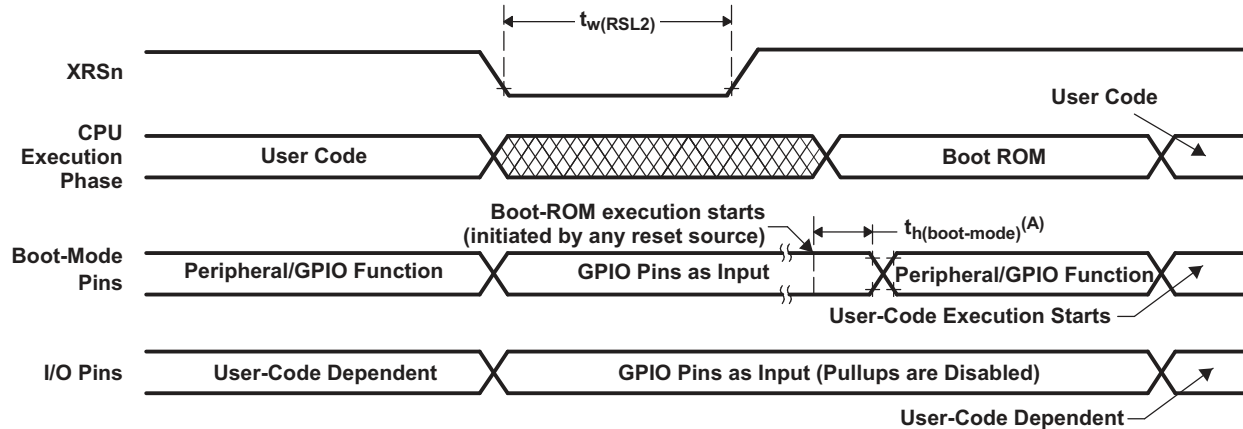 tw(RSL2)
XRSn
User Code
CPU
Execution
Phase
User Code
Boot ROM
Boot-ROM execution starts
(initiated by any reset source)
th(boot-mode)(A)
Boot-Mode
Pins
Peripheral/GPIO Function
GPIO Pins as Input
Peripheral/GPIO Function
User-Code Execution Starts
I/O Pins
User-Code Dependent
GPIO Pins as Input (Pullups are Disabled)
User-Code Dependent